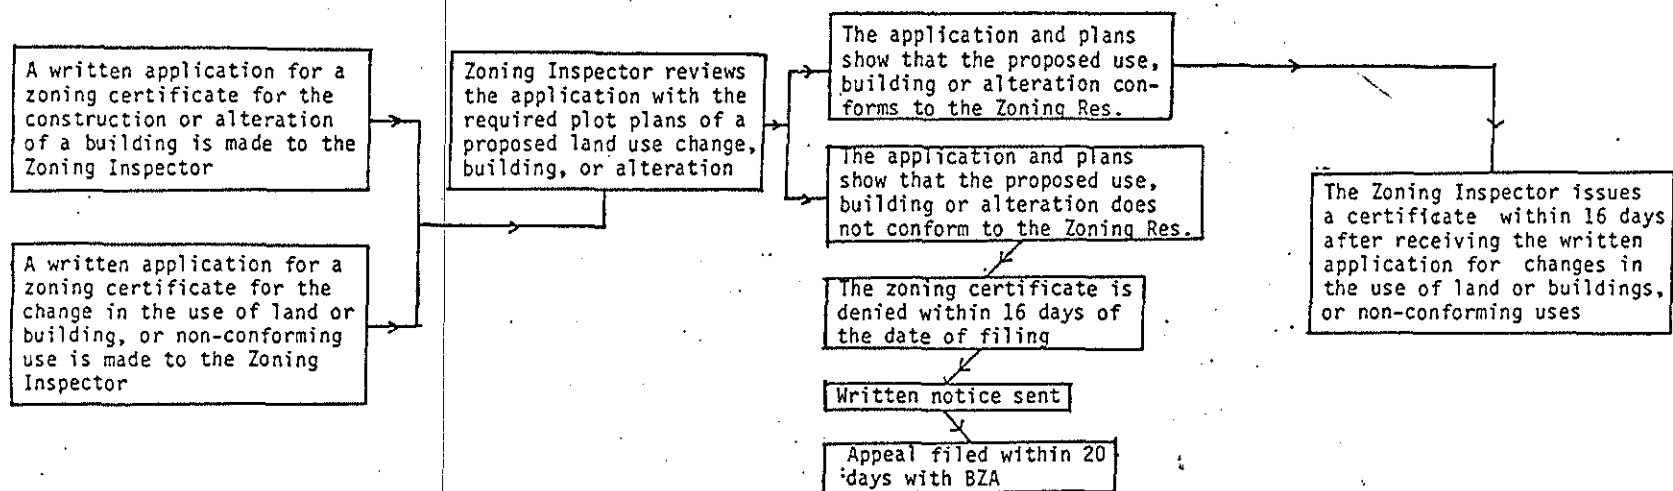 A written application for a
zoning certificate for the
construction or alteration
of a building is made to the
Zoning Inspector
A written application for a
zoning certificate for the
change in the use of land or
building, or non-conforming
use is made to the Zoning
Inspector
Zoning Inspector reviews
the application with the
required plot plans of a
proposed land use change,
building, or alteration
The application and plans
show that the proposed use,
building or alteration con-
forms to the Zoning Res.
The application and plans
show that the proposed use,
building or alteration does
not conform to the Zoning Res.
The zoning certificate is
denied within 16 days of
the date of filing
Written notice sent
Appeal filed within 20
days with BZA
The Zoning Inspector issues
a certificate within 16 days
after receiving the written
application for changes in
the use of land or buildings,
or non-conforming uses